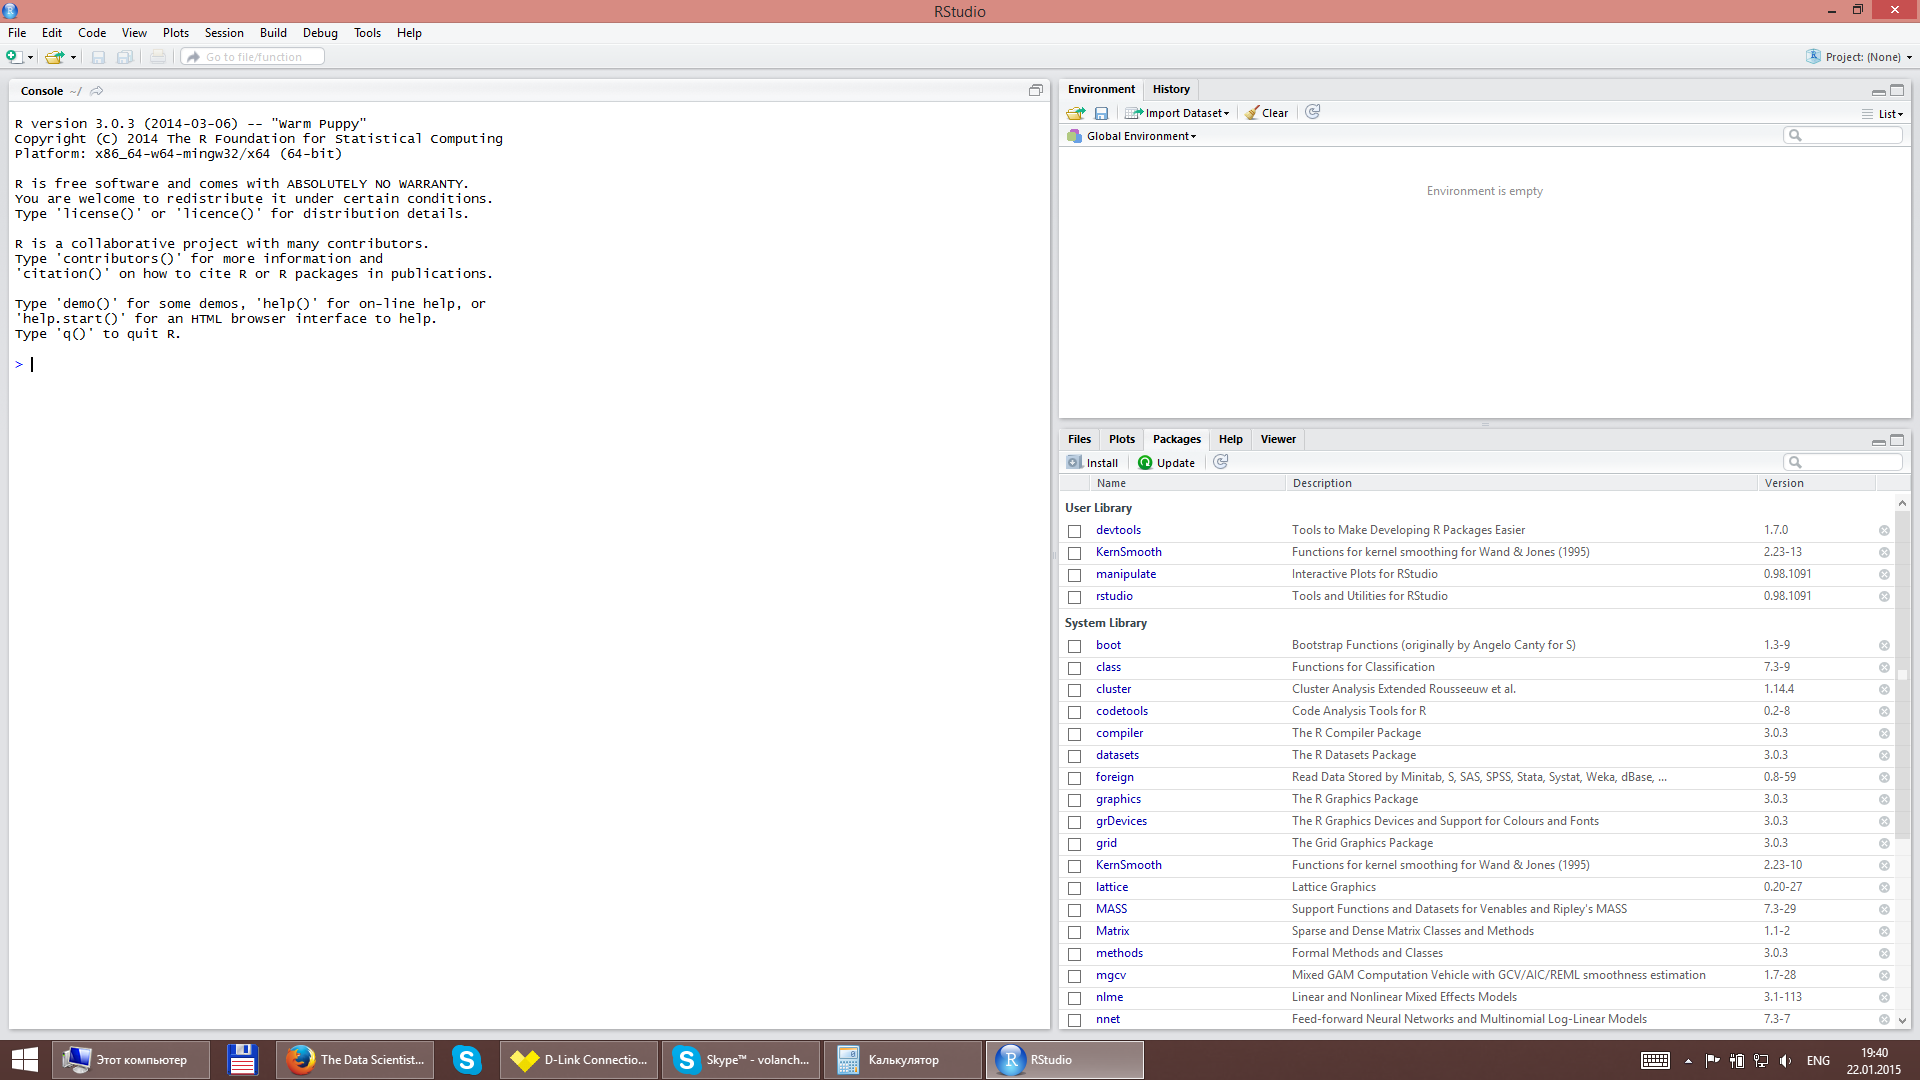 RStudio
File Edit Code View Plots Session Build Debug Tools Help
Go to file/function
Project: (None)
Console ~/
R version 3.0.3 (2014-03-06) -- "Warm Puppy"
Copyright (C) 2014 The R Foundation for Statistical Computing
Platform: x86_64-w64-mingw32/x64 (64-bit)
R is free software and comes with ABSOLUTELY NO WARRANTY.
You are welcome to redistribute it under certain conditions.
Type 'license()' or 'licence()' for distribution details.
R is a collaborative project with many contributors.
Type 'contributors()' for more information and
'citation()' on how to cite R or R packages in publications.
Type 'demo()' for some demos, 'help()' for on-line help, or
'help.start()' for an HTML browser interface to help.
Type 'q()' to quit R.
>
Environment History
Import Dataset Clear List
Global Environment
Environment is empty
Files Plots Packages Help Viewer
Install Update
Name Description Version
User Library
devtools Tools to Make Developing R Packages Easier 1.7.0
KernSmooth Functions for kernel smoothing for Wand & Jones (1995) 2.23-13
manipulate Interactive Plots for RStudio 0.98.1091
rstudio Tools and Utilities for RStudio 0.98.1091
System Library
boot Bootstrap Functions (originally by Angelo Canty for S) 1.3-9
class Functions for Classification 7.3-9
cluster Cluster Analysis Extended Rousseeuw et al. 1.14.4
codetools Code Analysis Tools for R 0.2-8
compiler The R Compiler Package 3.0.3
datasets The R Datasets Package 3.0.3
foreign Read Data Stored by Minitab, S, SAS, SPSS, Stata, Systat, Weka, dBase, ... 0.8-59
graphics The R Graphics Package 3.0.3
grDevices The R Graphics Devices and Support for Colours and Fonts 3.0.3
grid The Grid Graphics Package 3.0.3
KernSmooth Functions for kernel smoothing for Wand & Jones (1995) 2.23-10
lattice Lattice Graphics 0.20-27
MASS Support Functions and Datasets for Venables and Ripley's MASS 7.3-29
Matrix Sparse and Dense Matrix Classes and Methods 1.1-2
methods Formal Methods and Classes 3.0.3
mgcv Mixed GAM Computation Vehicle with GCV/AIC/REML smoothness estimation 1.7-28
nlme Linear and Nonlinear Mixed Effects Models 3.1-113
nnet Feed-forward Neural Networks and Multinomial Log-Linear Models 7.3-7
Этот компьютер The Data Scientist... D-Link Connectio... Skype™ - volanch... Калькулятор RStudio ENG 19:40
22.01.2015